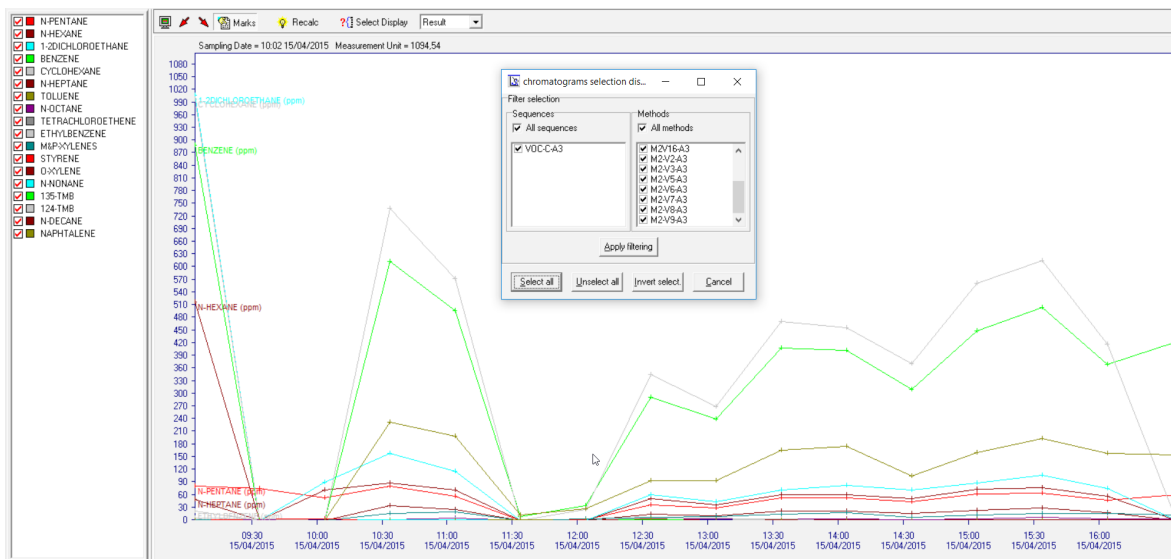 N-PENTANE
N-HEXANE
1-2DICHLOROETHANE
BENZENE
CYCLOHEXANE
N-HEPTANE
TOLUENE
N-OCTANE
TETRACHLOROETHENE
ETHYLBENZENE
M&P-XYLENES
STYRENE
O-XYLENE
N-NONANE
135-TMB
124-TMB
N-DECANE
NAPHTALENE
Marks Recalc ?{} Select Display Result
Sampling Date = 10:02 15/04/2015 Measurement Unit = 1094,54
1080
1050
1020
990
960
930
900
870
840
810
780
750
720
690
660
630
600
570
540
510
480
450
420
390
360
330
300
270
240
210
180
150
120
90
60
30
0
1-2DICHLOROETHANE (ppm)
CYCLOHEXANE (ppm)
BENZENE (ppm)
N-HEXANE (ppm)
N-PENTANE (ppm)
N-HEPTANE (ppm)
chromatograms selection dis...
Filter selection
Sequences
All sequences
VOC-C-A3
Methods
All methods
M2V16-A3
M2-V2-A3
M2-V3-A3
M2-V5-A3
M2-V6-A3
M2-V7-A3
M2-V8-A3
M2-V9-A3
Apply filtering
Select all Unselect all Invert select. Cancel
09:30 10:00 10:30 11:00 11:30 12:00 12:30 13:00 13:30 14:00 14:30 15:00 15:30 16:00
15/04/2015 15/04/2015 15/04/2015 15/04/2015 15/04/2015 15/04/2015 15/04/2015 15/04/2015 15/04/2015 15/04/2015 15/04/2015 15/04/2015 15/04/2015 15/04/2015